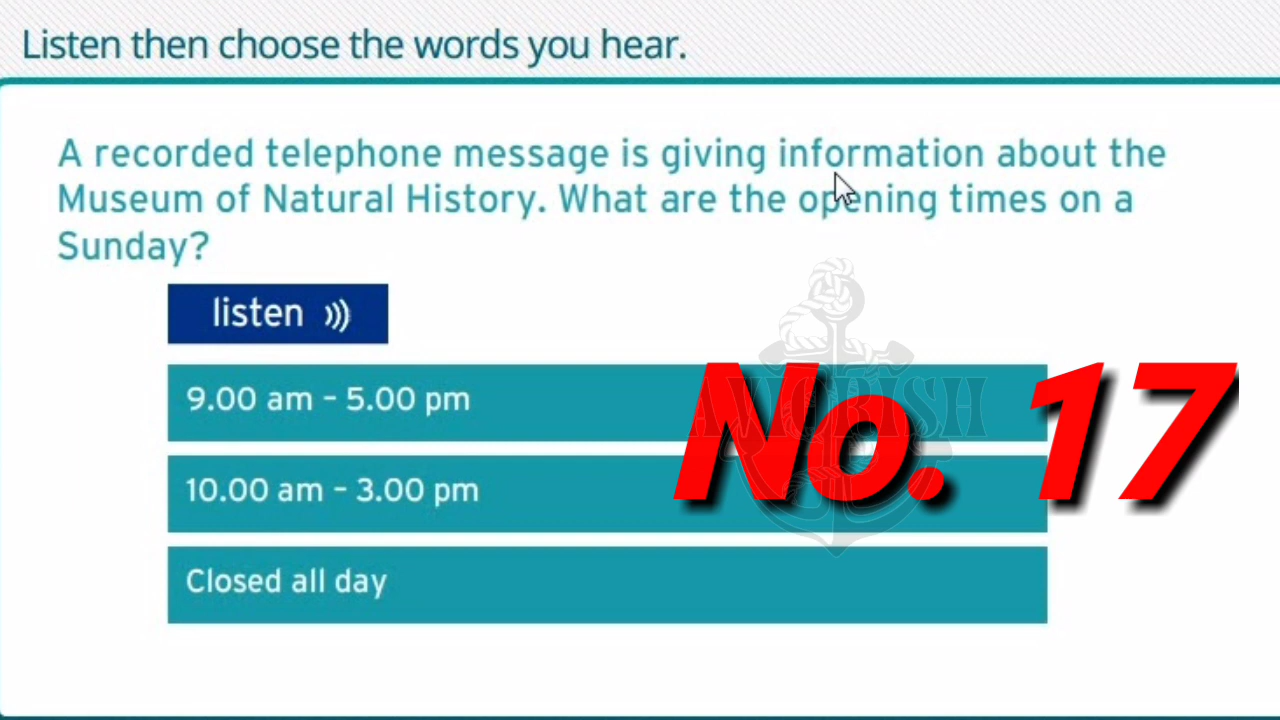 Listen then choose the words you hear.
A recorded telephone message is giving information about the
Museum of Natural History. What are the opening times on a
Sunday?
listen
9.00 am - 5.00 pm
10.00 am - 3.00 pm
Closed all day
No. 17